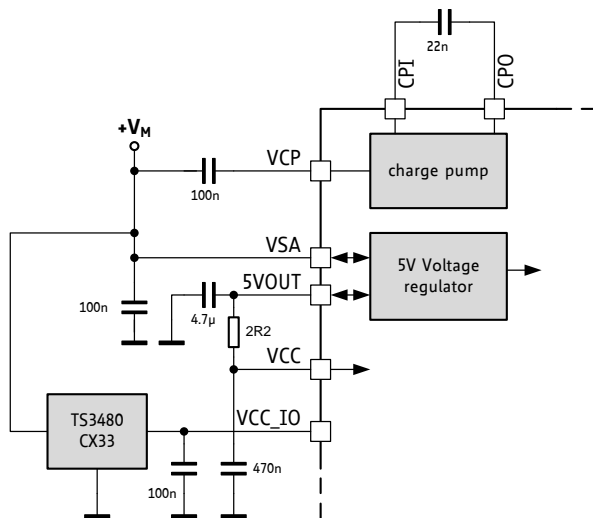 22n
CPI
CPO
+VM
VCP
charge pump
100n
VSA
5V Voltage
regulator
5VOUT
100n
4.7µ
2R2
VCC
TS3480
CX33
VCC_IO
470n
100n